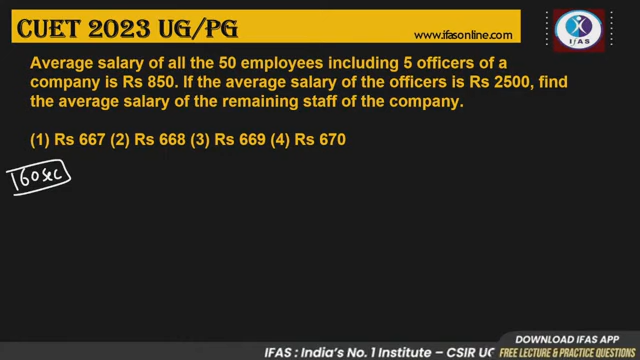 CUET 2023 UG/PG
www.ifasonline.com
IFAS
Average salary of all the 50 employees including 5 officers of a
company is Rs 850. If the average salary of the officers is Rs 2500, find
the average salary of the remaining staff of the company.
(1) Rs 667 (2) Rs 668 (3) Rs 669 (4) Rs 670
60 sec
DOWNLOAD IFAS APP
IFAS : India's No. 1 Institute – CSIR UG
FREE LECTURE & PRACTICE QUESTIONS